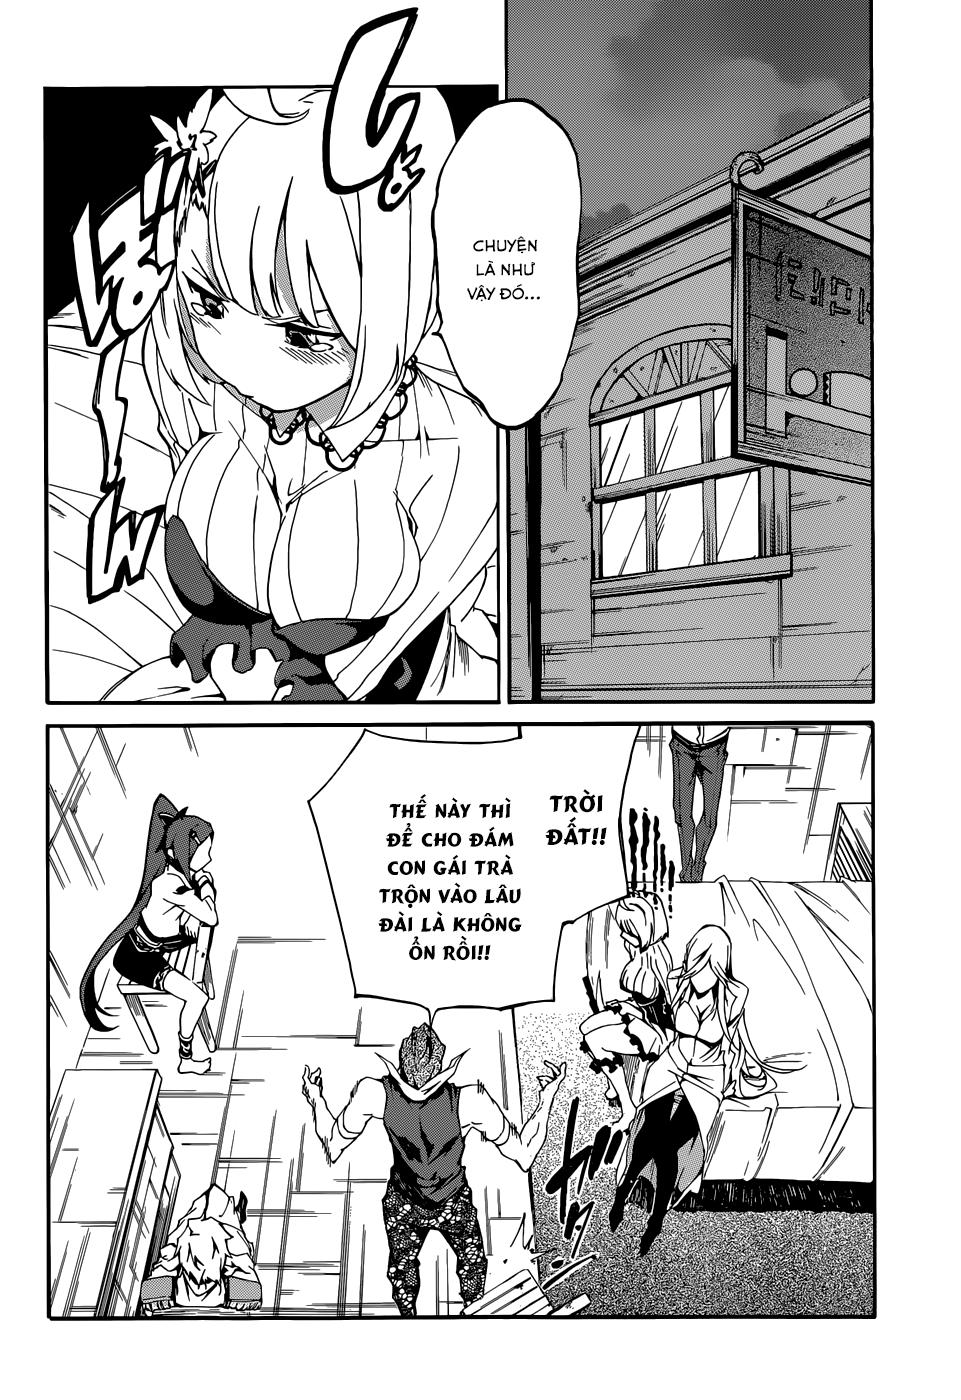 CHUYỆN
LÀ NHƯ
VẬY ĐÓ...
TRỜI
ĐẤT!!
THẾ NÀY THÌ
ĐỂ CHO ĐÁM
CON GÁI TRÀ
TRỘN VÀO LÂU
ĐÀI LÀ KHÔNG
ỔN RỒI!!